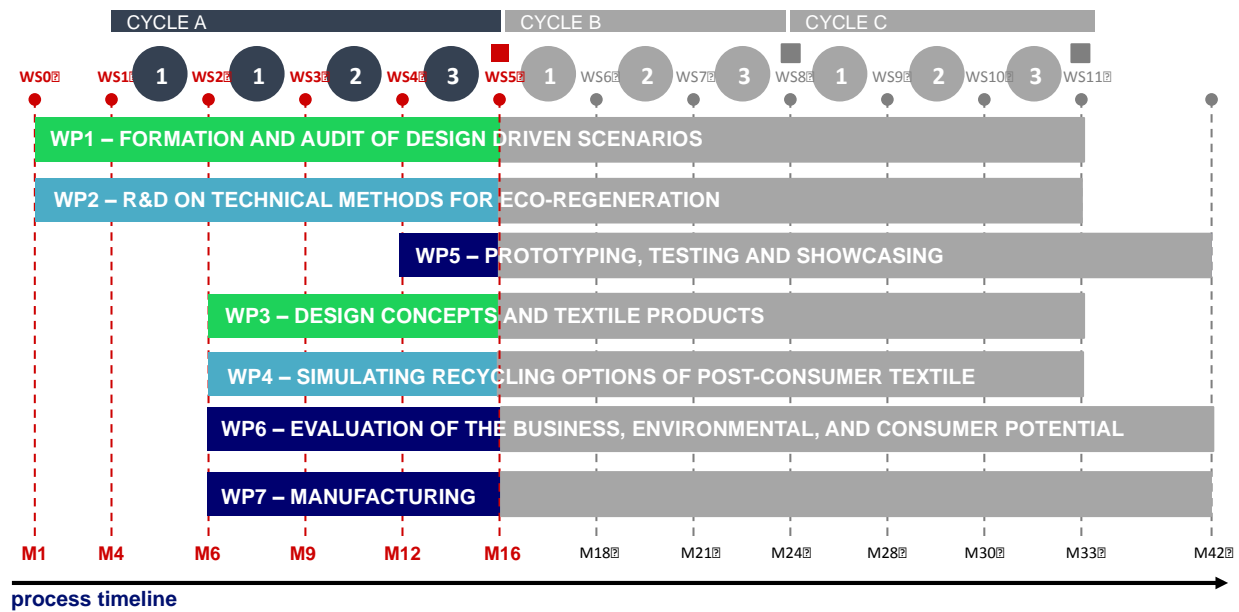 CYCLE A CYCLE B CYCLE C
1 1 2 3 1 2 3 1 2 3
WS0 WS1 WS2 WS3 WS4 WS5 WS6 WS7 WS8 WS9 WS10 WS11
WP1 – FORMATION AND AUDIT OF DESIGN DRIVEN SCENARIOS
WP2 – R&D ON TECHNICAL METHODS FOR ECO-REGENERATION
WP5 – PROTOTYPING, TESTING AND SHOWCASING
WP3 – DESIGN CONCEPTS AND TEXTILE PRODUCTS
WP4 – SIMULATING RECYCLING OPTIONS OF POST-CONSUMER TEXTILE
WP6 – EVALUATION OF THE BUSINESS, ENVIRONMENTAL, AND CONSUMER POTENTIAL
WP7 – MANUFACTURING
M1 M4 M6 M9 M12 M16 M18 M21 M24 M28 M30 M33 M42
process timeline